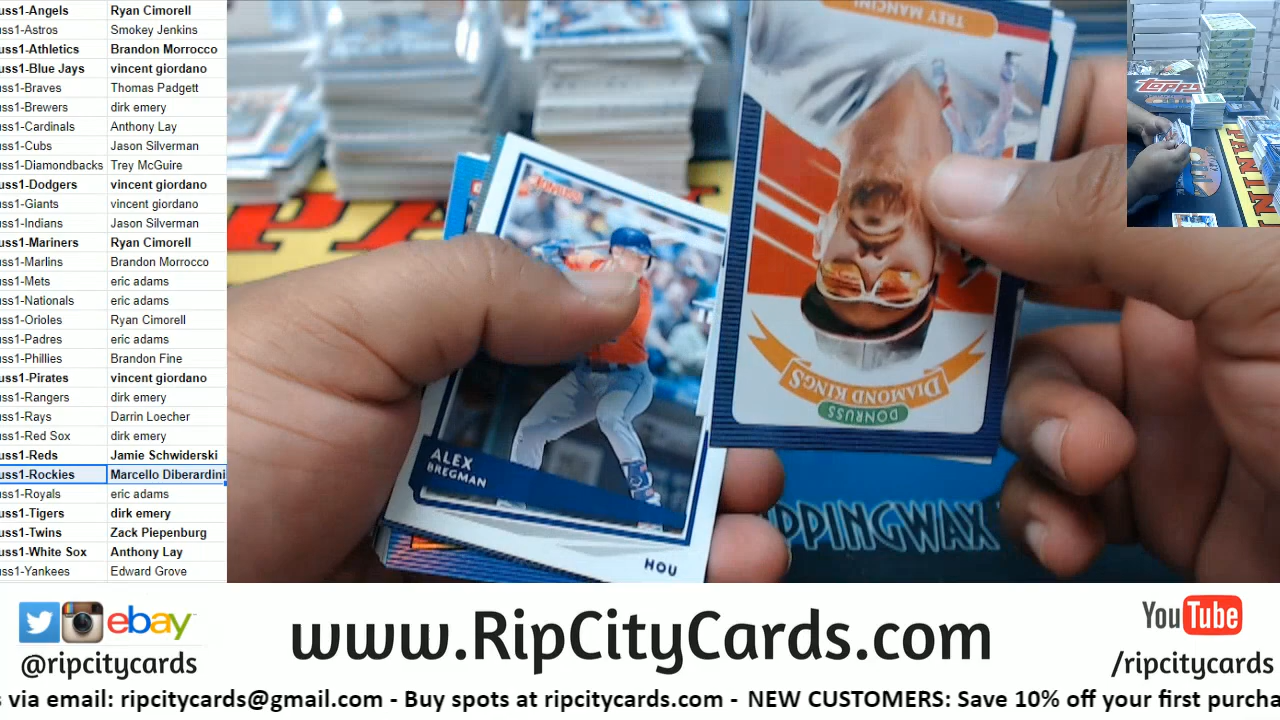 uss1-Angels Ryan Cimorell
uss1-Astros Smokey Jenkins
uss1-Athletics Brandon Morrocco
uss1-Blue Jays vincent giordano
uss1-Braves Thomas Padgett
uss1-Brewers dirk emery
uss1-Cardinals Anthony Lay
uss1-Cubs Jason Silverman
uss1-Diamondbacks Trey McGuire
uss1-Dodgers vincent giordano
uss1-Giants vincent giordano
uss1-Indians Jason Silverman
uss1-Mariners Ryan Cimorell
uss1-Marlins Brandon Morrocco
uss1-Mets eric adams
uss1-Nationals eric adams
uss1-Orioles Ryan Cimorell
uss1-Padres eric adams
uss1-Phillies Brandon Fine
uss1-Pirates vincent giordano
uss1-Rangers dirk emery
uss1-Rays Darrin Loecher
uss1-Red Sox dirk emery
uss1-Reds Jamie Schwiderski
uss1-Rockies Marcello Diberardini
uss1-Royals eric adams
uss1-Tigers dirk emery
uss1-Twins Zack Piepenburg
uss1-White Sox Anthony Lay
uss1-Yankees Edward Grove
TREY MANCINI
DIAMOND KINGS
DONRUSS
DONRUSS
ALEX
BREGMAN
HOU
PA
PPINGWAX
TOPPS
PANIN
ebay
@ripcitycards
www.RipCityCards.com
YouTube
/ripcitycards
s via email: ripcitycards@gmail.com - Buy spots at ripcitycards.com - NEW CUSTOMERS: Save 10% off your first purcha